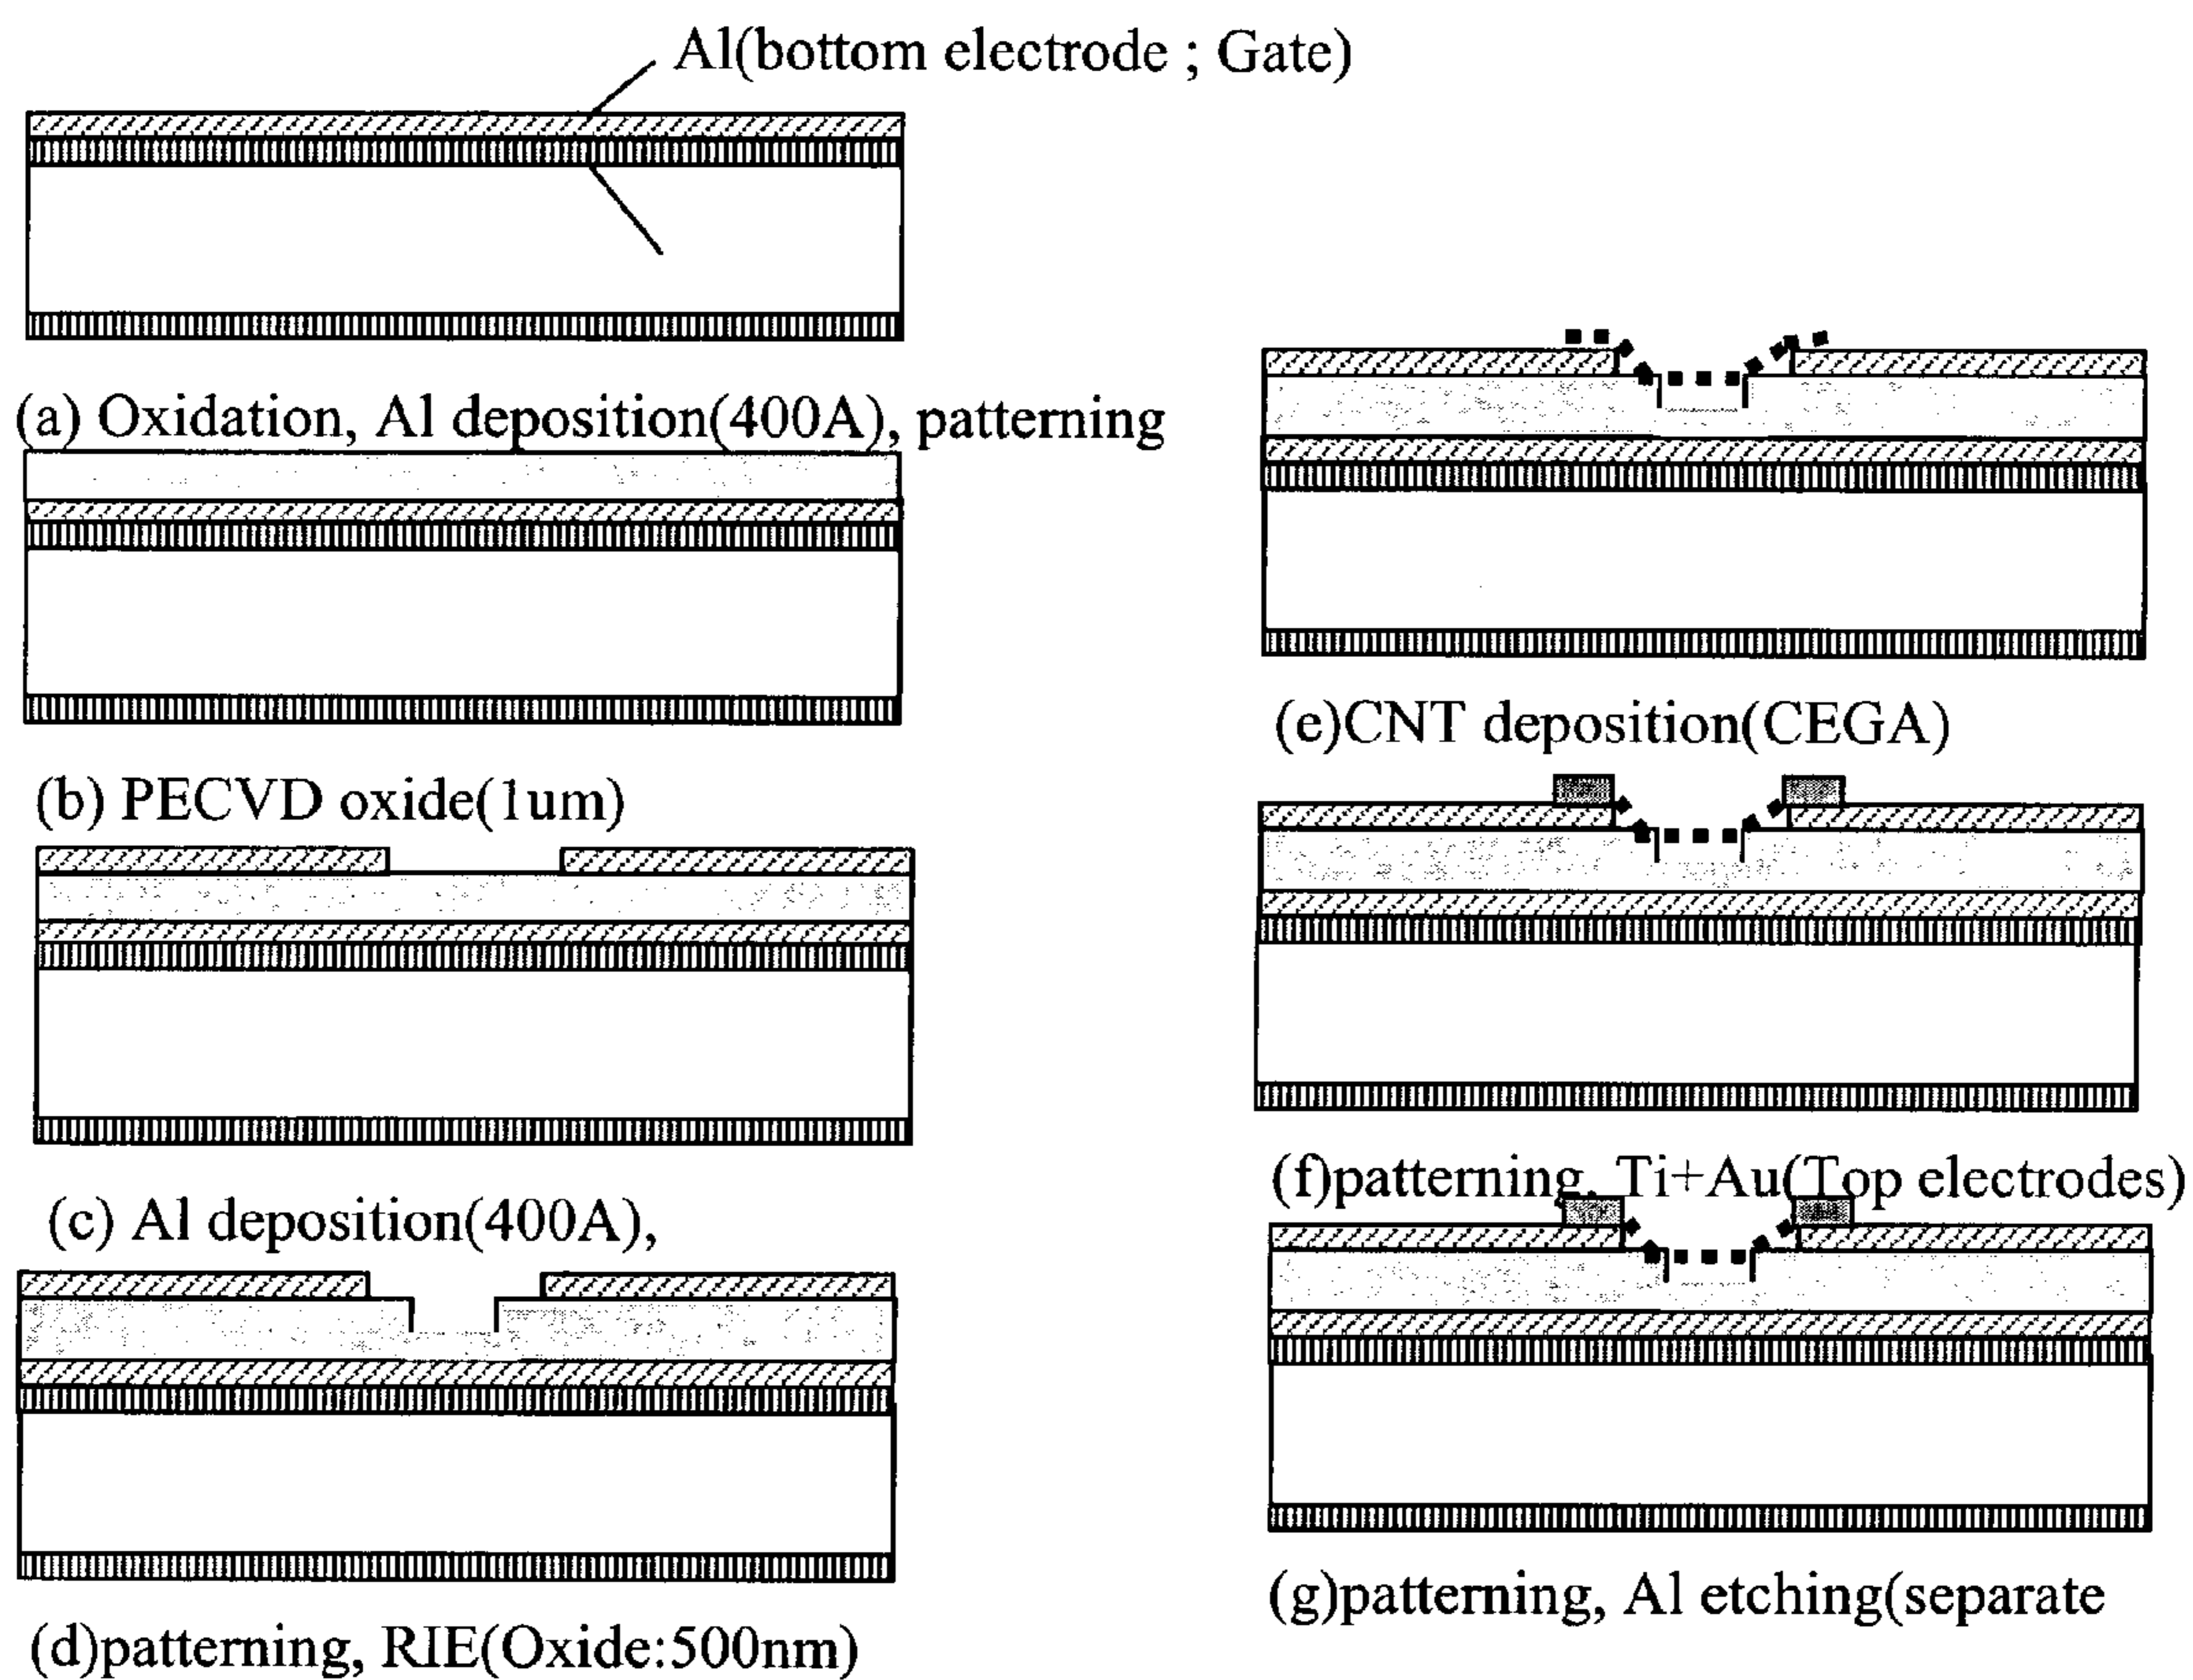 Al(bottom electrode ; Gate)
(a) Oxidation, Al deposition(400A), patterning
(b) PECVD oxide(1um)
(c) Al deposition(400A),
(d)patterning, RIE(Oxide:500nm)
(e)CNT deposition(CEGA)
(f)patterning, Ti+Au(Top electrodes)
(g)patterning, Al etching(separate